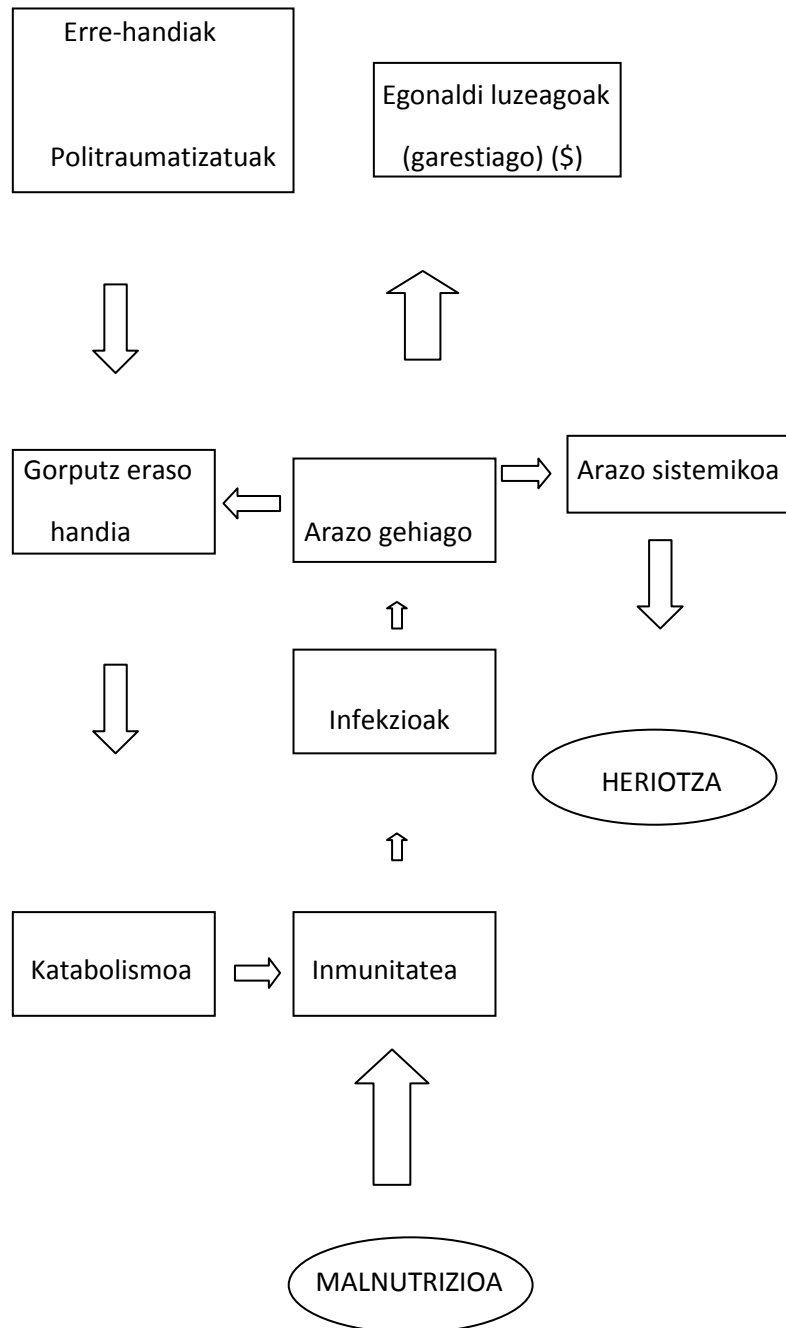 Erre-handiak
Politraumatizatuak
Egonaldi luzeagoak
(garestiago) ($)
Gorputz eraso
handia
Arazo gehiago
Arazo sistemikoa
Infekzioak
HERIOTZA
Katabolismoa
Inmunitatea
MALNUTRIZIOA